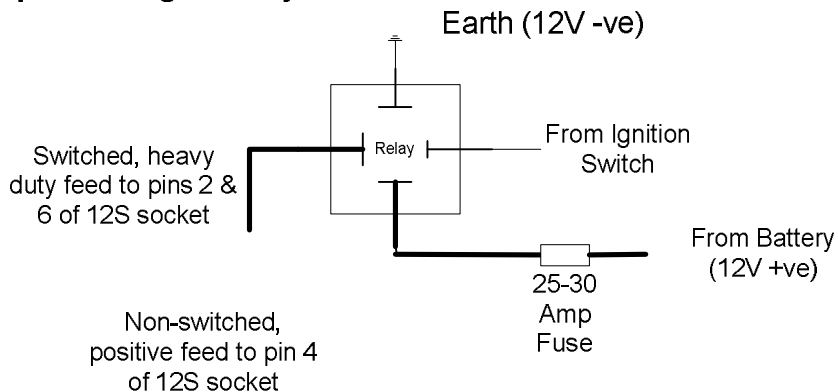 Earth (12V -ve)
Switched, heavy
duty feed to pins 2 &
6 of 12S socket
Relay
From Ignition
Switch
From Battery
(12V +ve)
25-30
Amp
Fuse
Non-switched,
positive feed to pin 4
of 12S socket